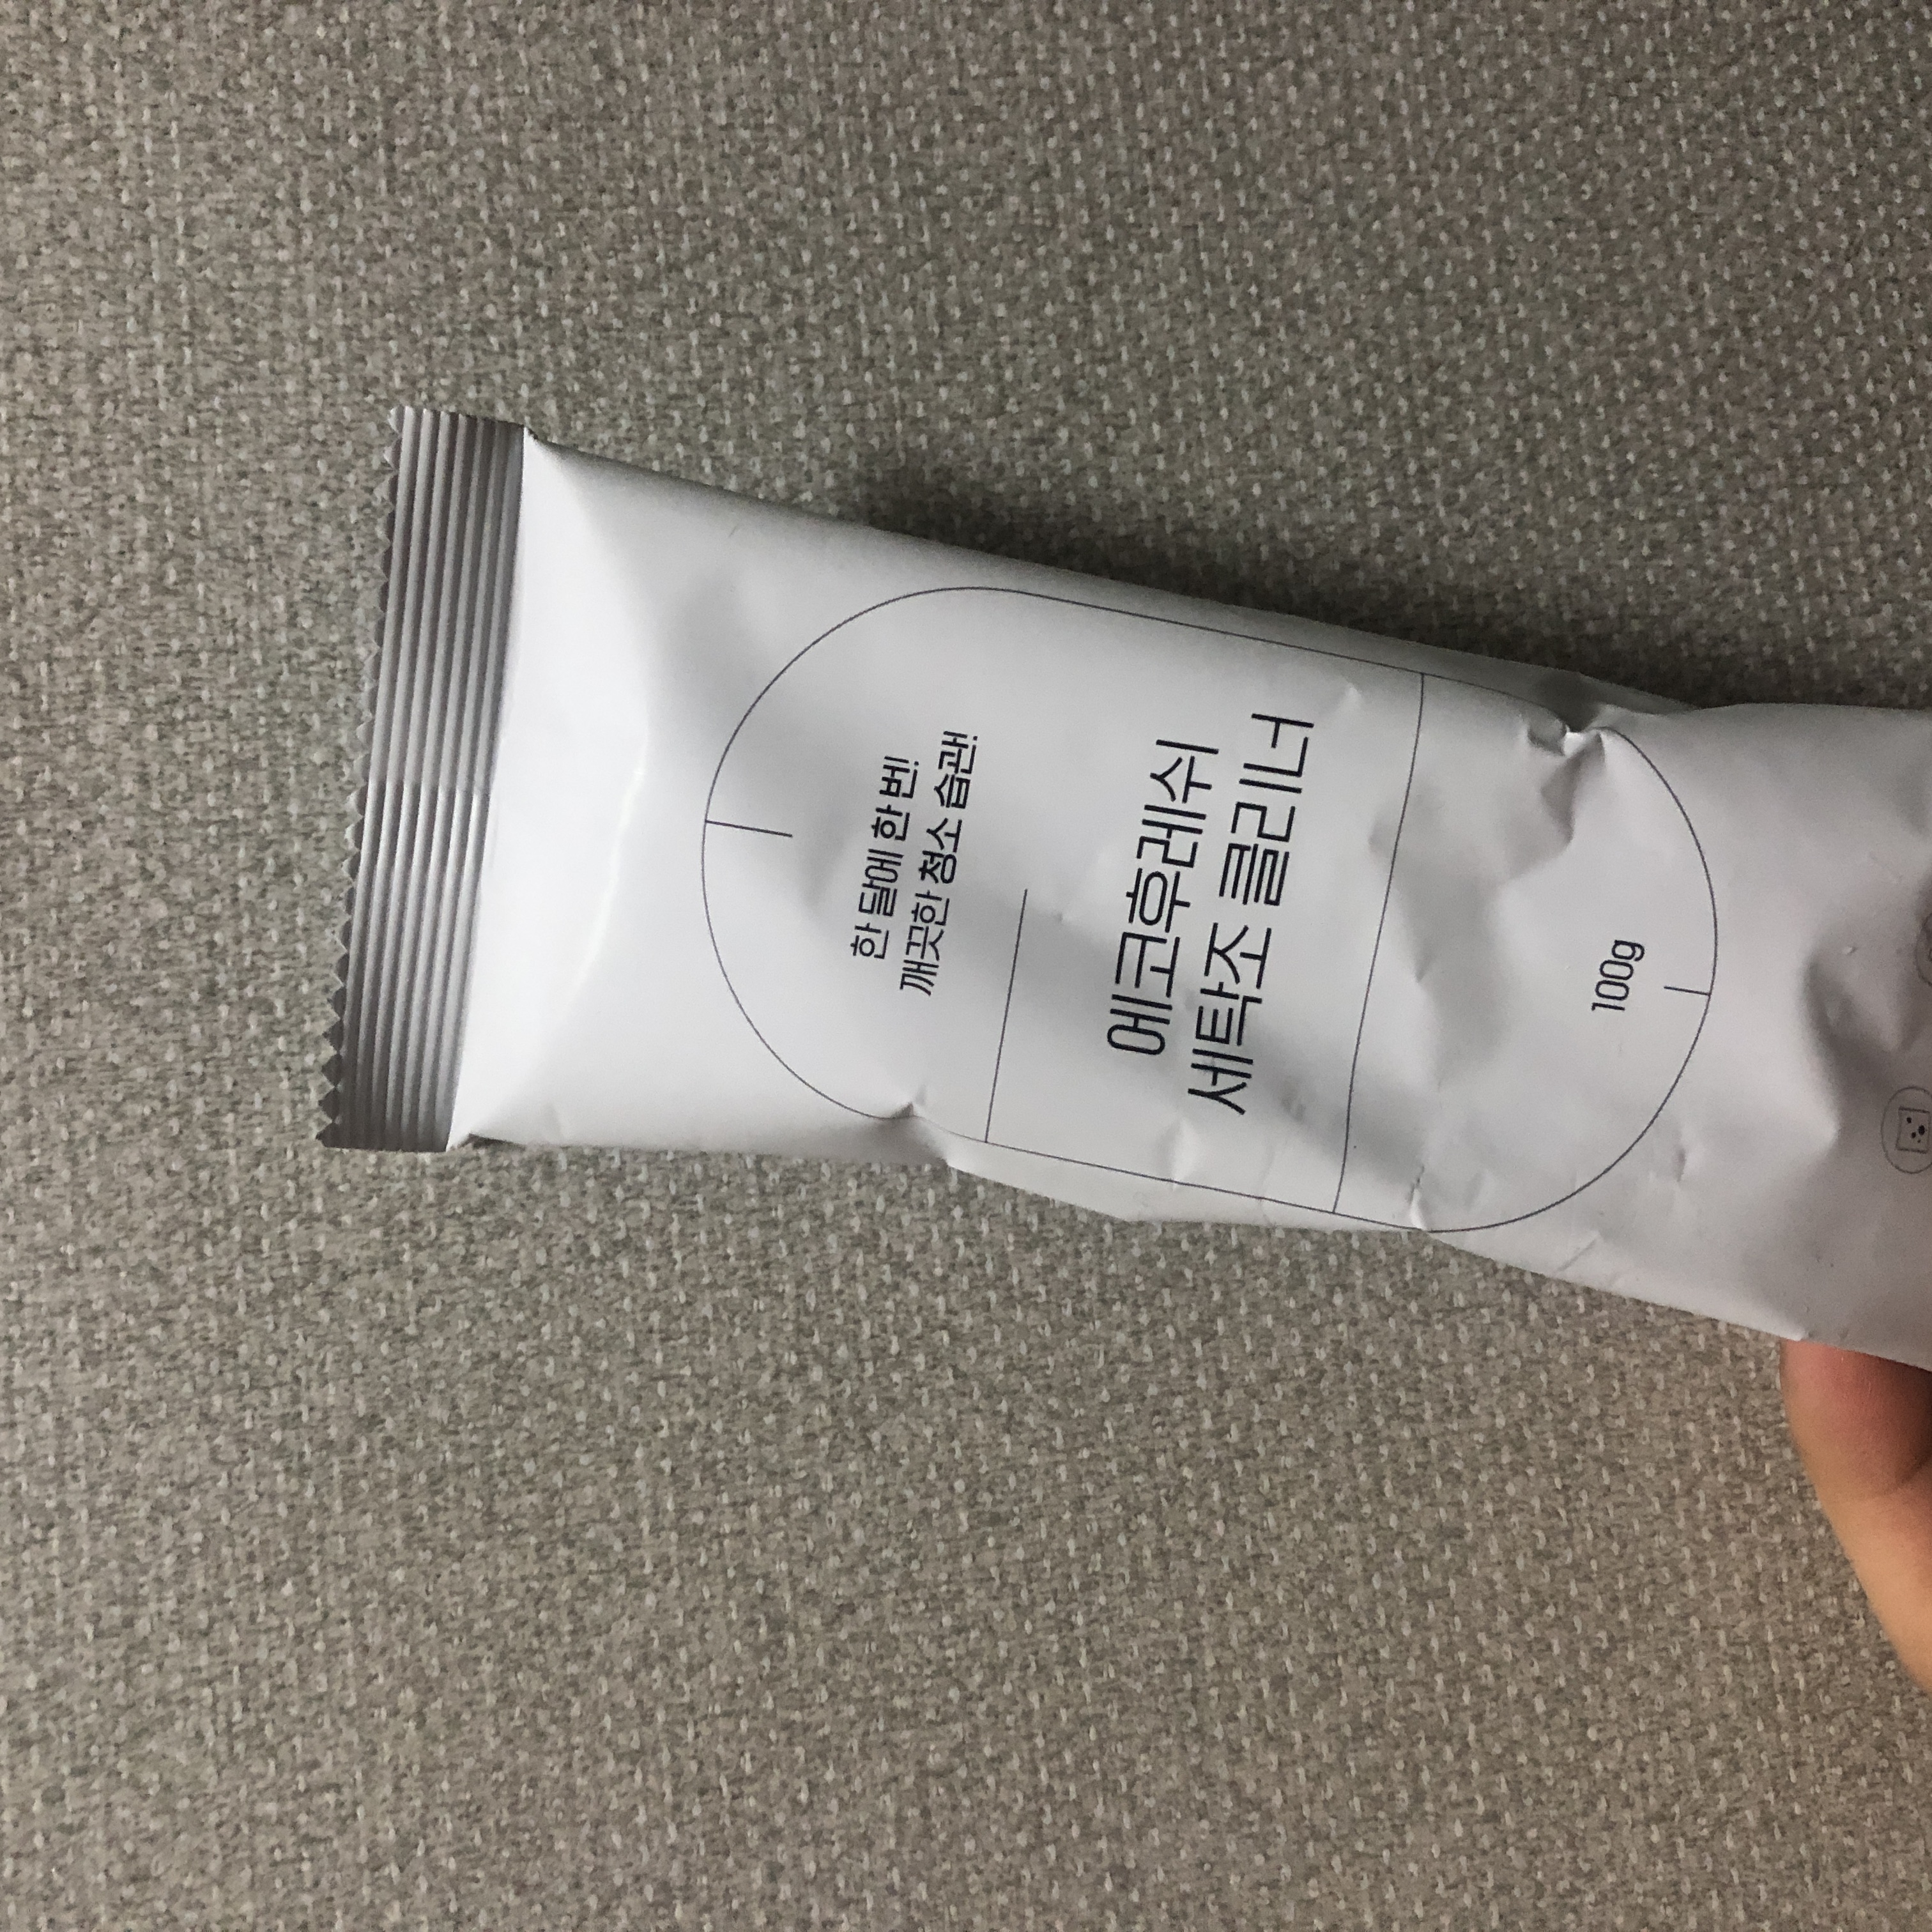 한 달에 한 번!
깨끗한 청소 습관!
에코후레쉬
세탁조 클리너
100g